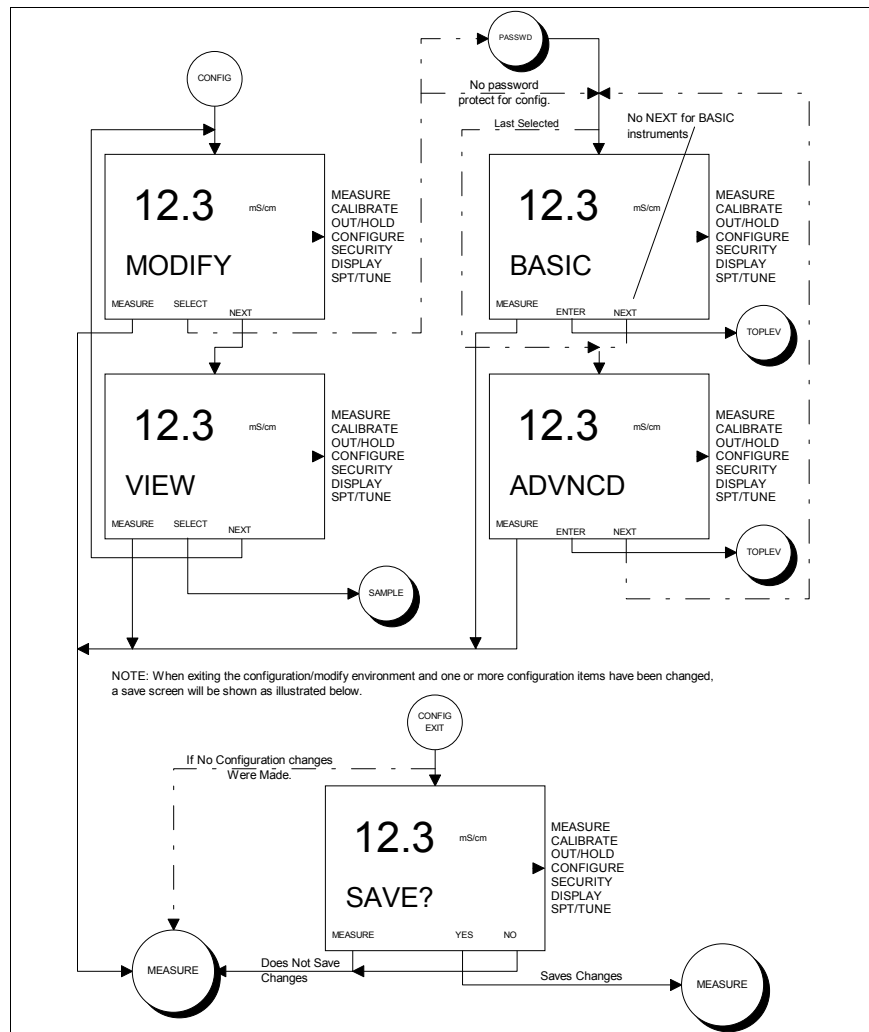 PASSWD
CONFIG
No password
protect for config.
Last Selected
No NEXT for BASIC
instruments
12.3
mS/cm
MODIFY
MEASURE
SELECT
NEXT
MEASURE
CALIBRATE
OUT/HOLD
CONFIGURE
SECURITY
DISPLAY
SPT/TUNE
12.3
mS/cm
BASIC
MEASURE
ENTER
NEXT
MEASURE
CALIBRATE
OUT/HOLD
CONFIGURE
SECURITY
DISPLAY
SPT/TUNE
TOPLEV
12.3
mS/cm
VIEW
MEASURE
SELECT
NEXT
MEASURE
CALIBRATE
OUT/HOLD
CONFIGURE
SECURITY
DISPLAY
SPT/TUNE
12.3
mS/cm
ADVNCD
MEASURE
ENTER
NEXT
MEASURE
CALIBRATE
OUT/HOLD
CONFIGURE
SECURITY
DISPLAY
SPT/TUNE
TOPLEV
SAMPLE
NOTE: When exiting the configuration/modify environment and one or more configuration items have been changed,
a save screen will be shown as illustrated below.
CONFIG
EXIT
If No Configuration changes
Were Made.
12.3
mS/cm
SAVE?
MEASURE
YES
NO
MEASURE
CALIBRATE
OUT/HOLD
CONFIGURE
SECURITY
DISPLAY
SPT/TUNE
MEASURE
Does Not Save
Changes
Saves Changes
MEASURE